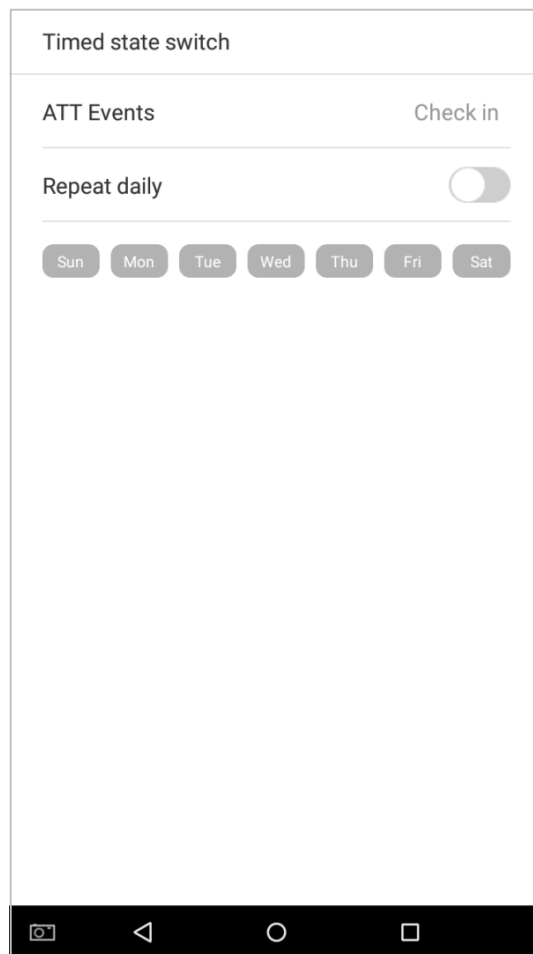 Timed state switch
ATT Events Check in
Repeat daily
Sun Mon Tue Wed Thu Fri Sat